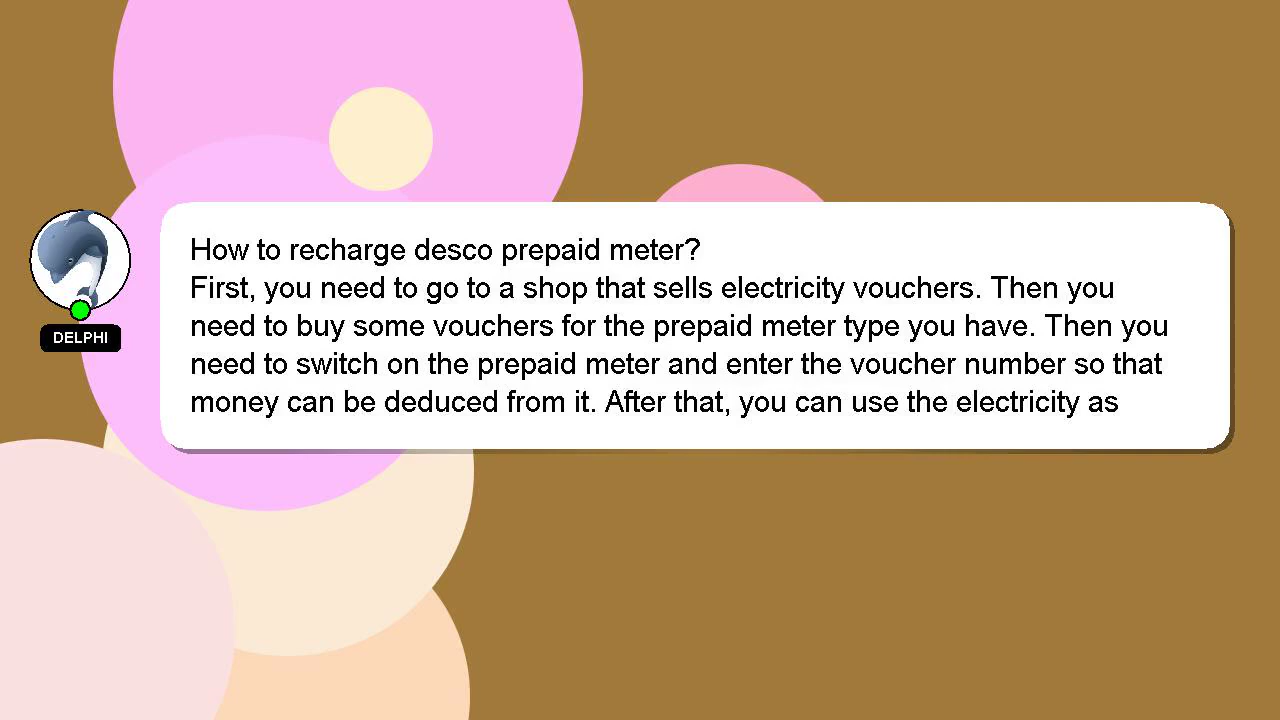 How to recharge desco prepaid meter?
First, you need to go to a shop that sells electricity vouchers. Then you
need to buy some vouchers for the prepaid meter type you have. Then you
need to switch on the prepaid meter and enter the voucher number so that
money can be deduced from it. After that, you can use the electricity as
DELPHI